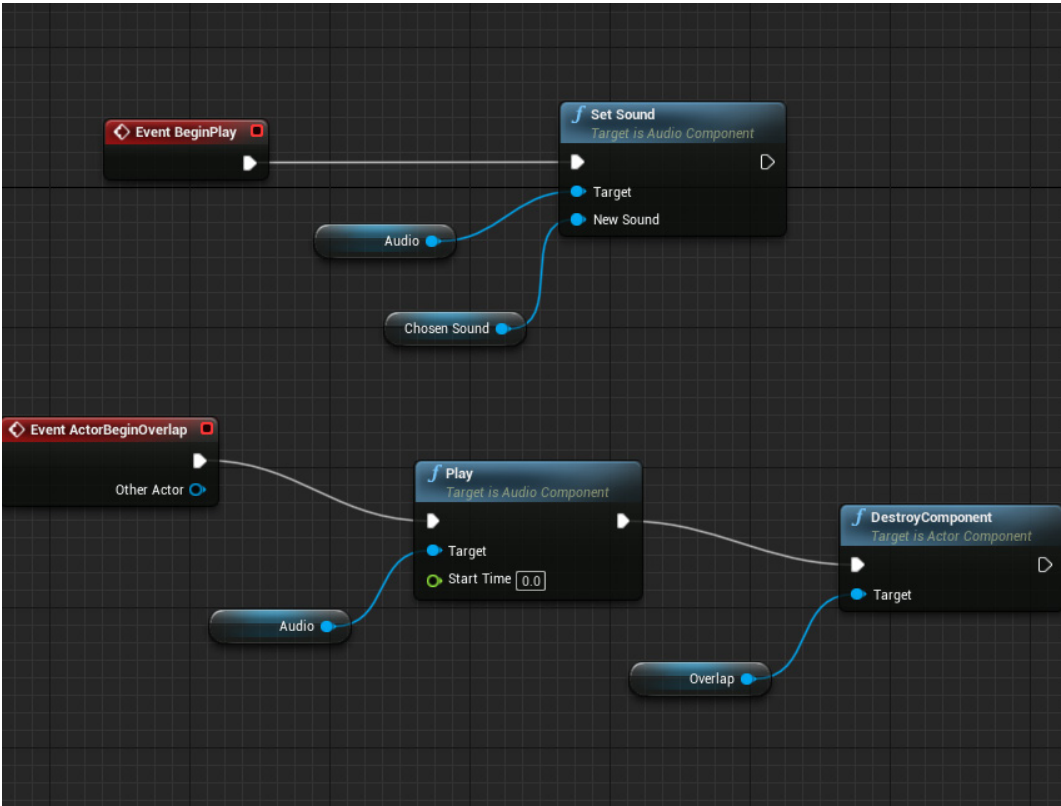 Event BeginPlay
Set Sound
Target is Audio Component
Target
New Sound
Audio
Chosen Sound
Event ActorBeginOverlap
Other Actor
Play
Target is Audio Component
Target
Start Time 0.0
Audio
DestroyComponent
Target is Actor Component
Target
Overlap